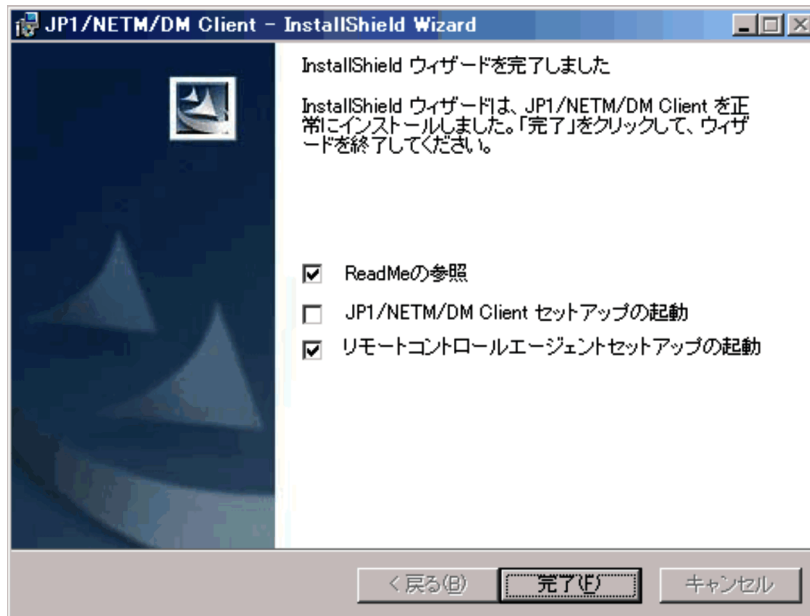 JP1/NETM/DM Client - InstallShield Wizard
InstallShield ウィザードを完了しました
InstallShield ウィザードは、JP1/NETM/DM Client を正
常にインストールしました。「完了」をクリックして、ウィザ
ードを終了してください。
ReadMeの参照
JP1/NETM/DM Client セットアップの起動
リモートコントロールエージェントセットアップの起動
< 戻る(B)
完了(F)
キャンセル